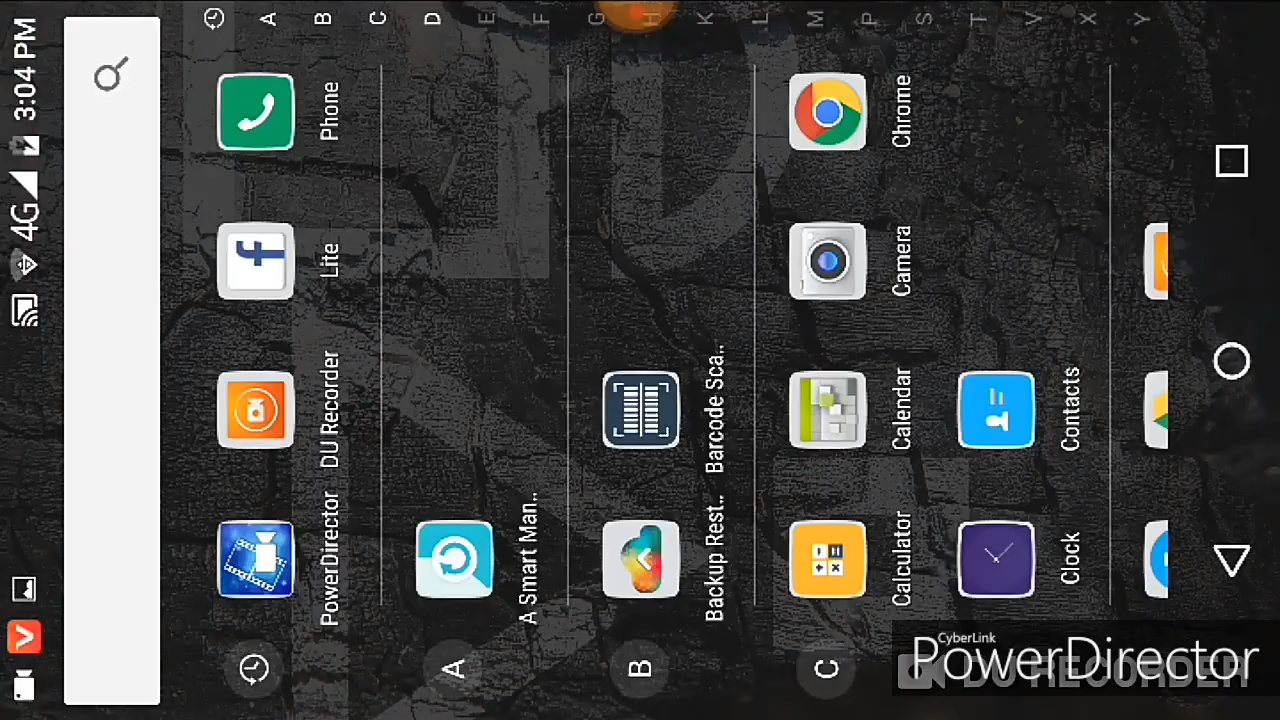 4G 3:04 PM
A B C D E F G H K L M P S T V X Y
PowerDirector DU Recorder Lite Phone
A
A Smart Man..
B
Backup Rest.. Barcode Sca..
C
Calculator Calendar Camera Chrome
Clock Contacts
CyberLink
PowerDirector
DU RECORDER